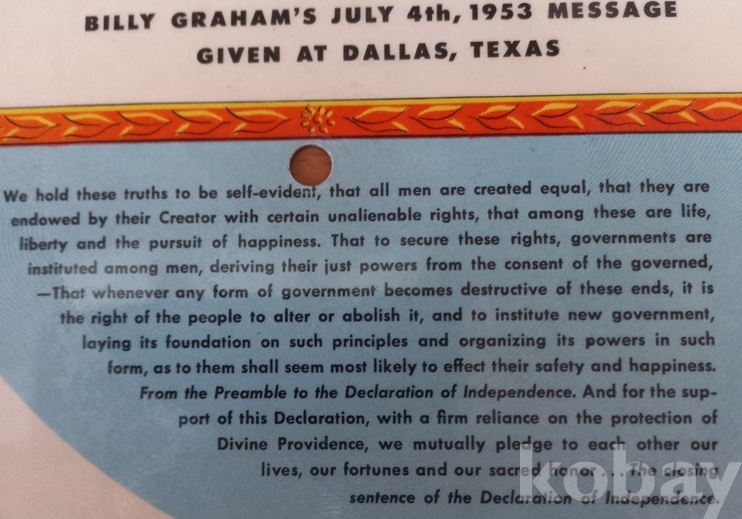 BILLY GRAHAM'S JULY 4th, 1953 MESSAGE
GIVEN AT DALLAS, TEXAS
We hold these truths to be self-evident, that all men are created equal, that they are
endowed by their Creator with certain unalienable rights, that among these are life,
liberty and the pursuit of happiness. That to secure these rights, governments are
instituted among men, deriving their just powers from the consent of the governed,
—That whenever any form of government becomes destructive of these ends, it is
the right of the people to alter or abolish it, and to institute new government,
laying its foundation on such principles and organizing its powers in such
form, as to them shall seem most likely to effect their safety and happiness.
From the Preamble to the Declaration of Independence. And for the sup-
port of this Declaration, with a firm reliance on the protection of
Divine Providence, we mutually pledge to each other our
lives, our fortunes and our sacred honor . . . The closing
sentence of the Declaration of Independence.
kobay